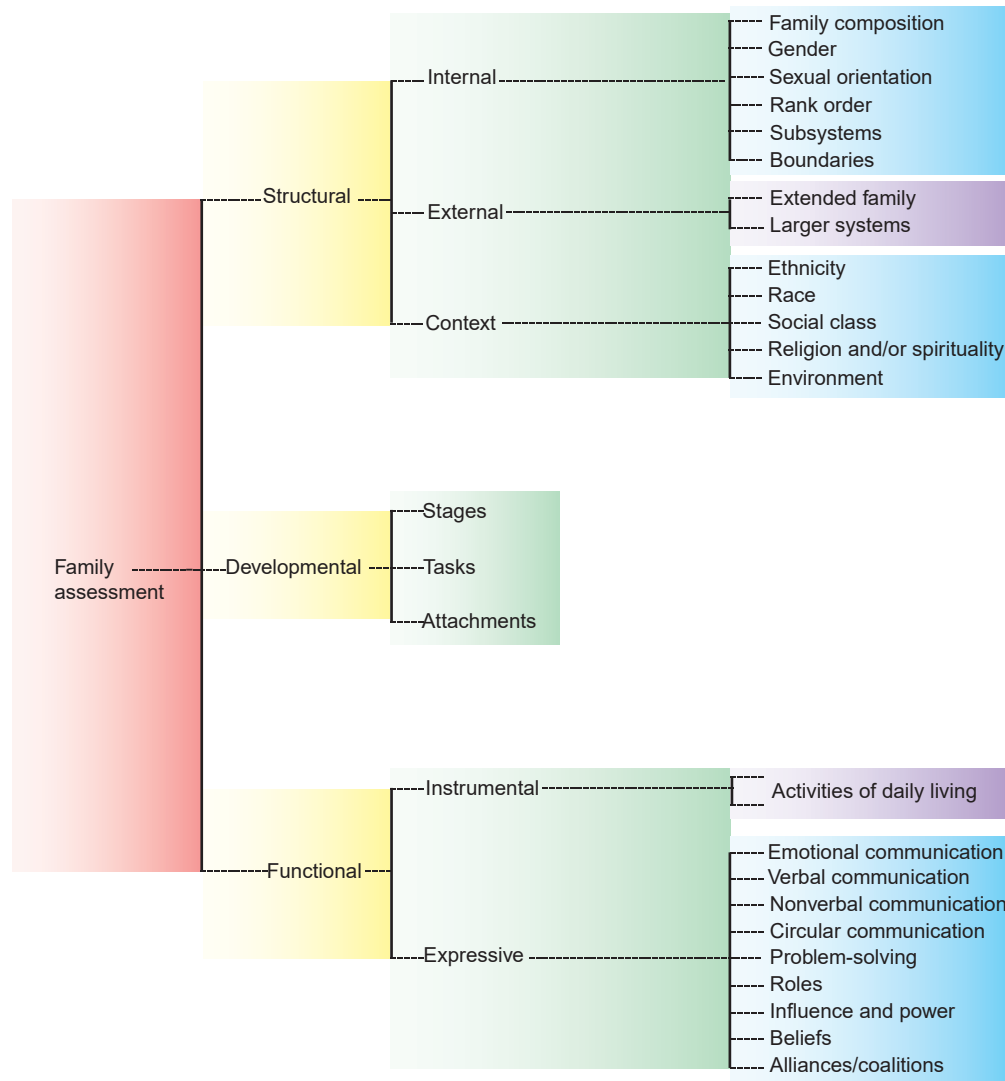 Family composition
Gender
Internal
Sexual orientation
Rank order
Subsystems
Boundaries
Structural
Extended family
External
Larger systems
Ethnicity
Race
Context
Social class
Religion and/or spirituality
Environment
Stages
Family
assessment
Developmental
Tasks
Attachments
Instrumental
Activities of daily living
Functional
Emotional communication
Verbal communication
Nonverbal communication
Circular communication
Expressive
Problem-solving
Roles
Influence and power
Beliefs
Alliances/coalitions